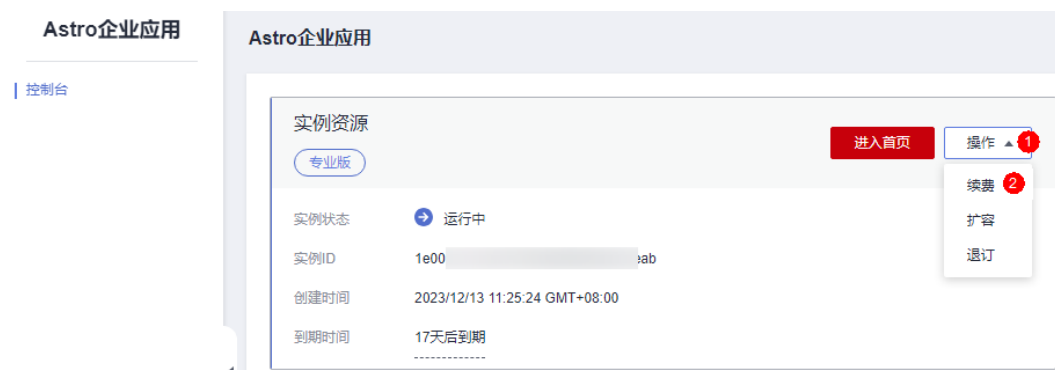 Astro企业应用
控制台
Astro企业应用
实例资源
专业版
进入首页
操作 1
续费 2
扩容
退订
实例状态 运行中
实例ID 1e00 eab
创建时间 2023/12/13 11:25:24 GMT+08:00
到期时间 17天后到期